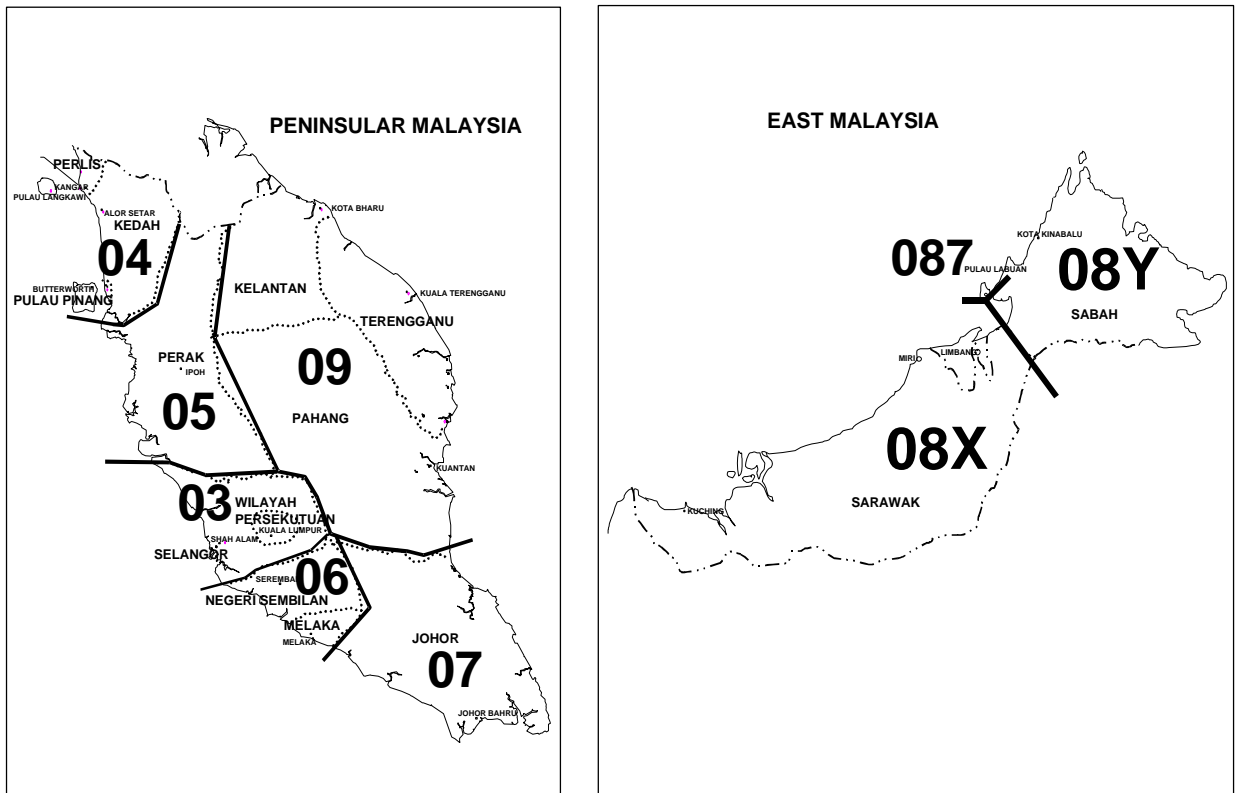 PENINSULAR MALAYSIA
PERLIS
KANGAR
PULAU LANGKAWI
ALOR SETAR
KEDAH
04
BUTTERWORTH
PULAU PINANG
KOTA BHARU
KELANTAN
KUALA TERENGGANU
TERENGGANU
PERAK
IPOH
05
09
PAHANG
KUANTAN
03
WILAYAH
PERSEKUTUAN
KUALA LUMPUR
SHAH ALAM
SELANGOR
SEREMBAN
06
NEGERI SEMBILAN
MELAKA
MELAKA
JOHOR
07
JOHOR BAHRU
EAST MALAYSIA
KOTA KINABALU
087
PULAU LABUAN
08Y
SABAH
MIRI
LIMBANG
08X
SARAWAK
KUCHING